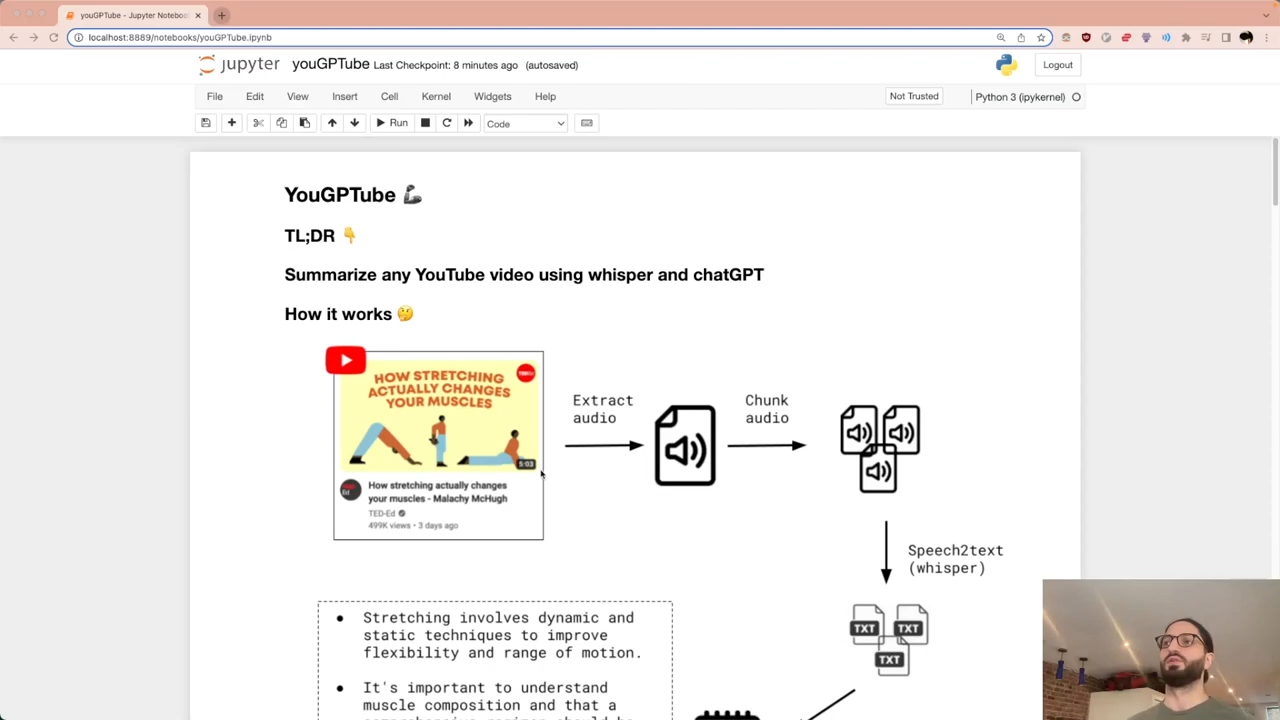 youGPTube - Jupyter Noteboo
localhost:8889/notebooks/youGPTube.ipynb
jupyter youGPTube Last Checkpoint: 8 minutes ago (autosaved)
Logout
File Edit View Insert Cell Kernel Widgets Help
Not Trusted
Python 3 (ipykernel)
Run
Code
YouGPTube 🦾
TL;DR 👇
Summarize any YouTube video using whisper and chatGPT
How it works 🤔
HOW STRETCHING
ACTUALLY CHANGES
YOUR MUSCLES
TED-Ed
5:03
How stretching actually changes
your muscles - Malachy McHugh
TED-Ed
499K views • 3 days ago
Extract
audio
Chunk
audio
Speech2text
(whisper)
TXT TXT
TXT
• Stretching involves dynamic and
static techniques to improve
flexibility and range of motion.
• It's important to understand
muscle composition and that a